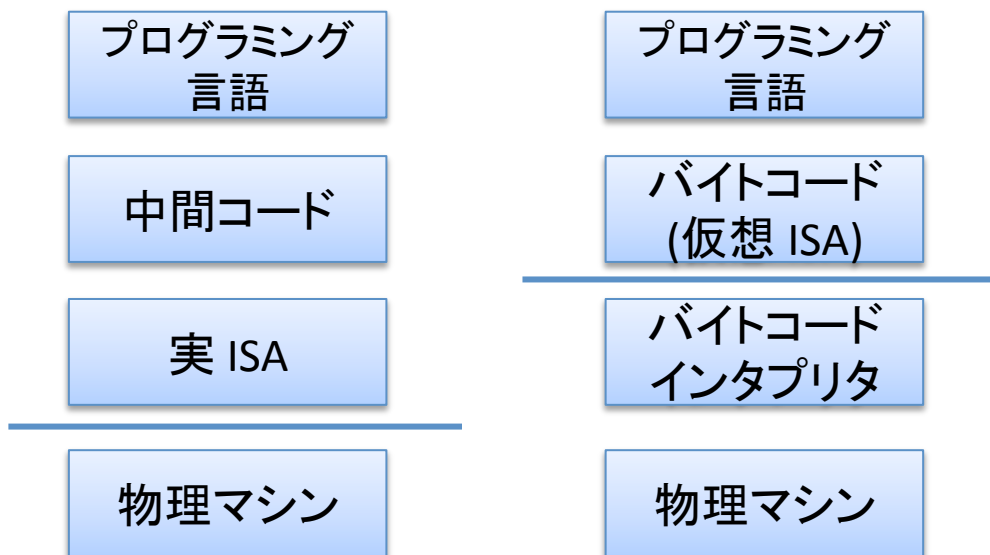 プログラミング
言語
中間コード
実 ISA
物理マシン
プログラミング
言語
バイトコード
(仮想 ISA)
バイトコード
インタプリタ
物理マシン